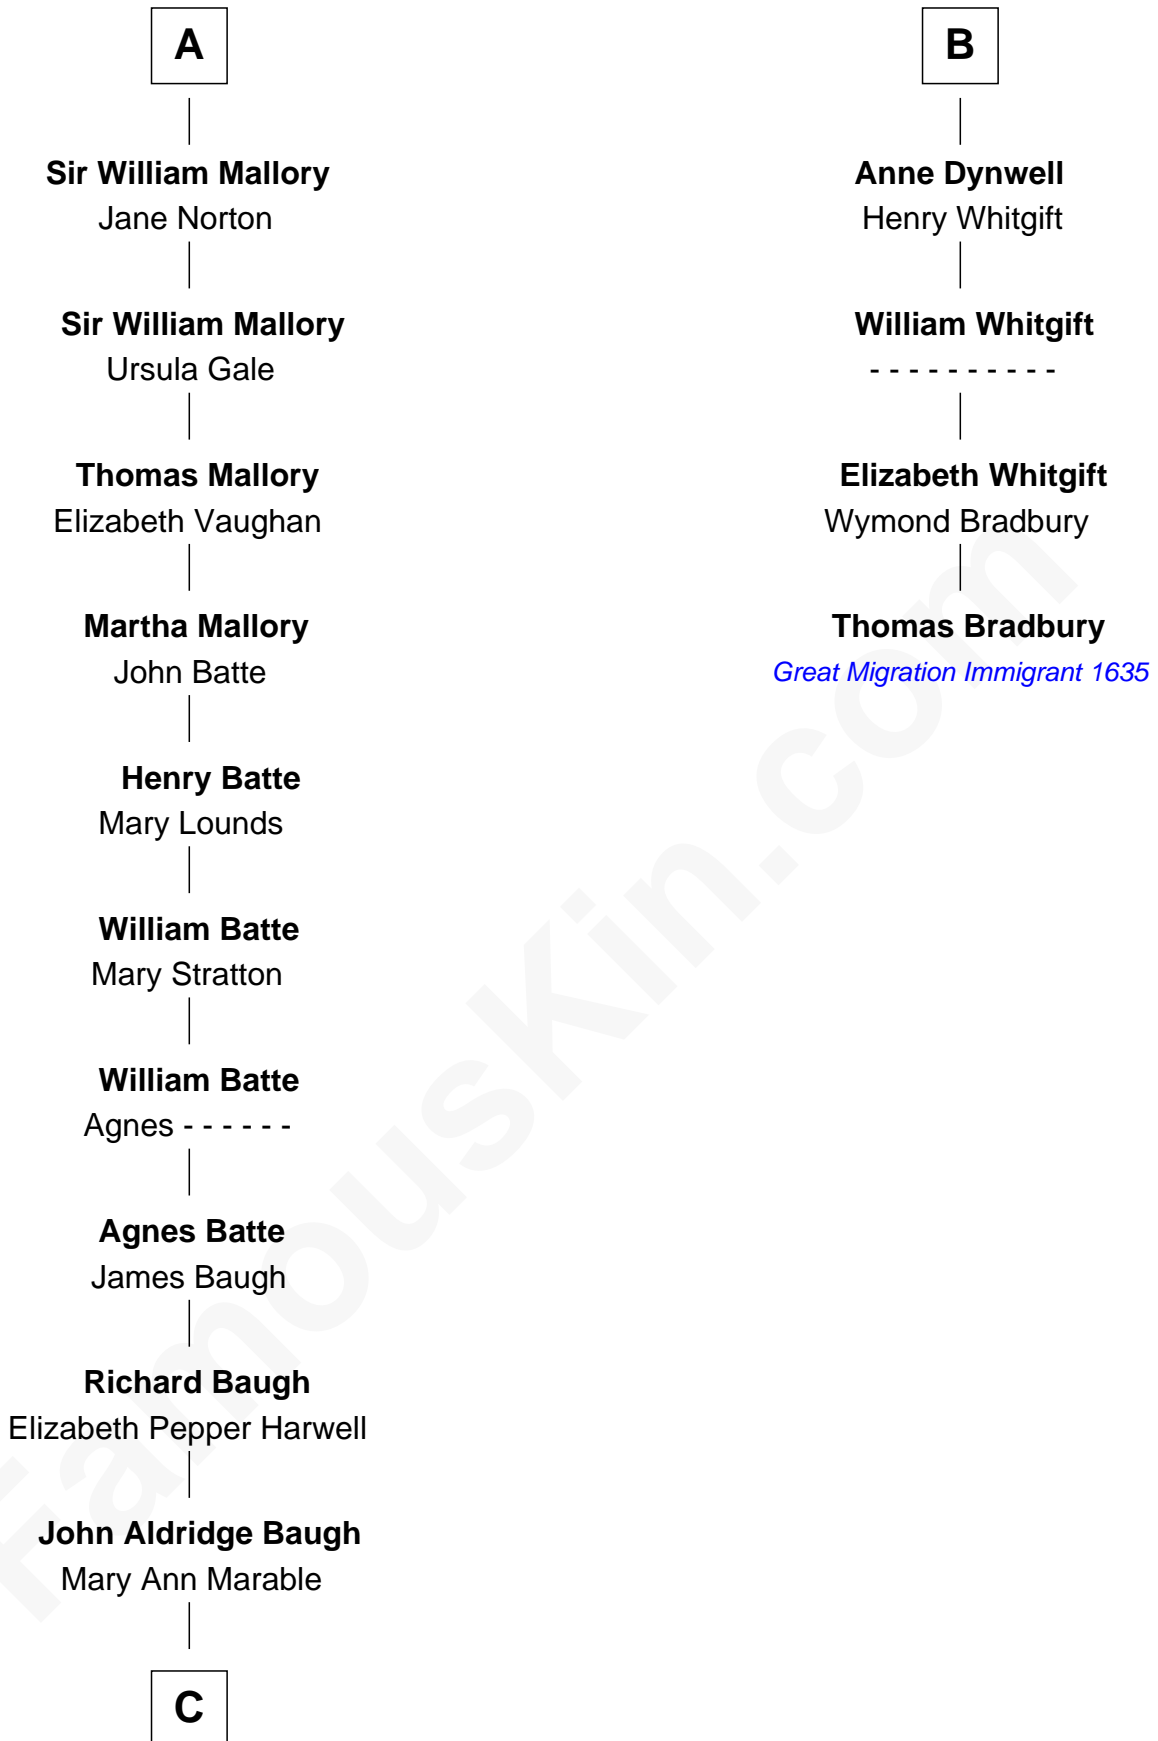 A
Sir William Mallory
Jane Norton
Sir William Mallory
Ursula Gale
Thomas Mallory
Elizabeth Vaughan
Martha Mallory
John Batte
Henry Batte
Mary Lounds
William Batte
Mary Stratton
William Batte
Agnes - - - - - -
Agnes Batte
James Baugh
Richard Baugh
Elizabeth Pepper Harwell
John Aldridge Baugh
Mary Ann Marable
C
B
Anne Dynwell
Henry Whitgift
William Whitgift
- - - - - - - - - -
Elizabeth Whitgift
Wymond Bradbury
Thomas Bradbury
Great Migration Immigrant 1635
FamousKin.com